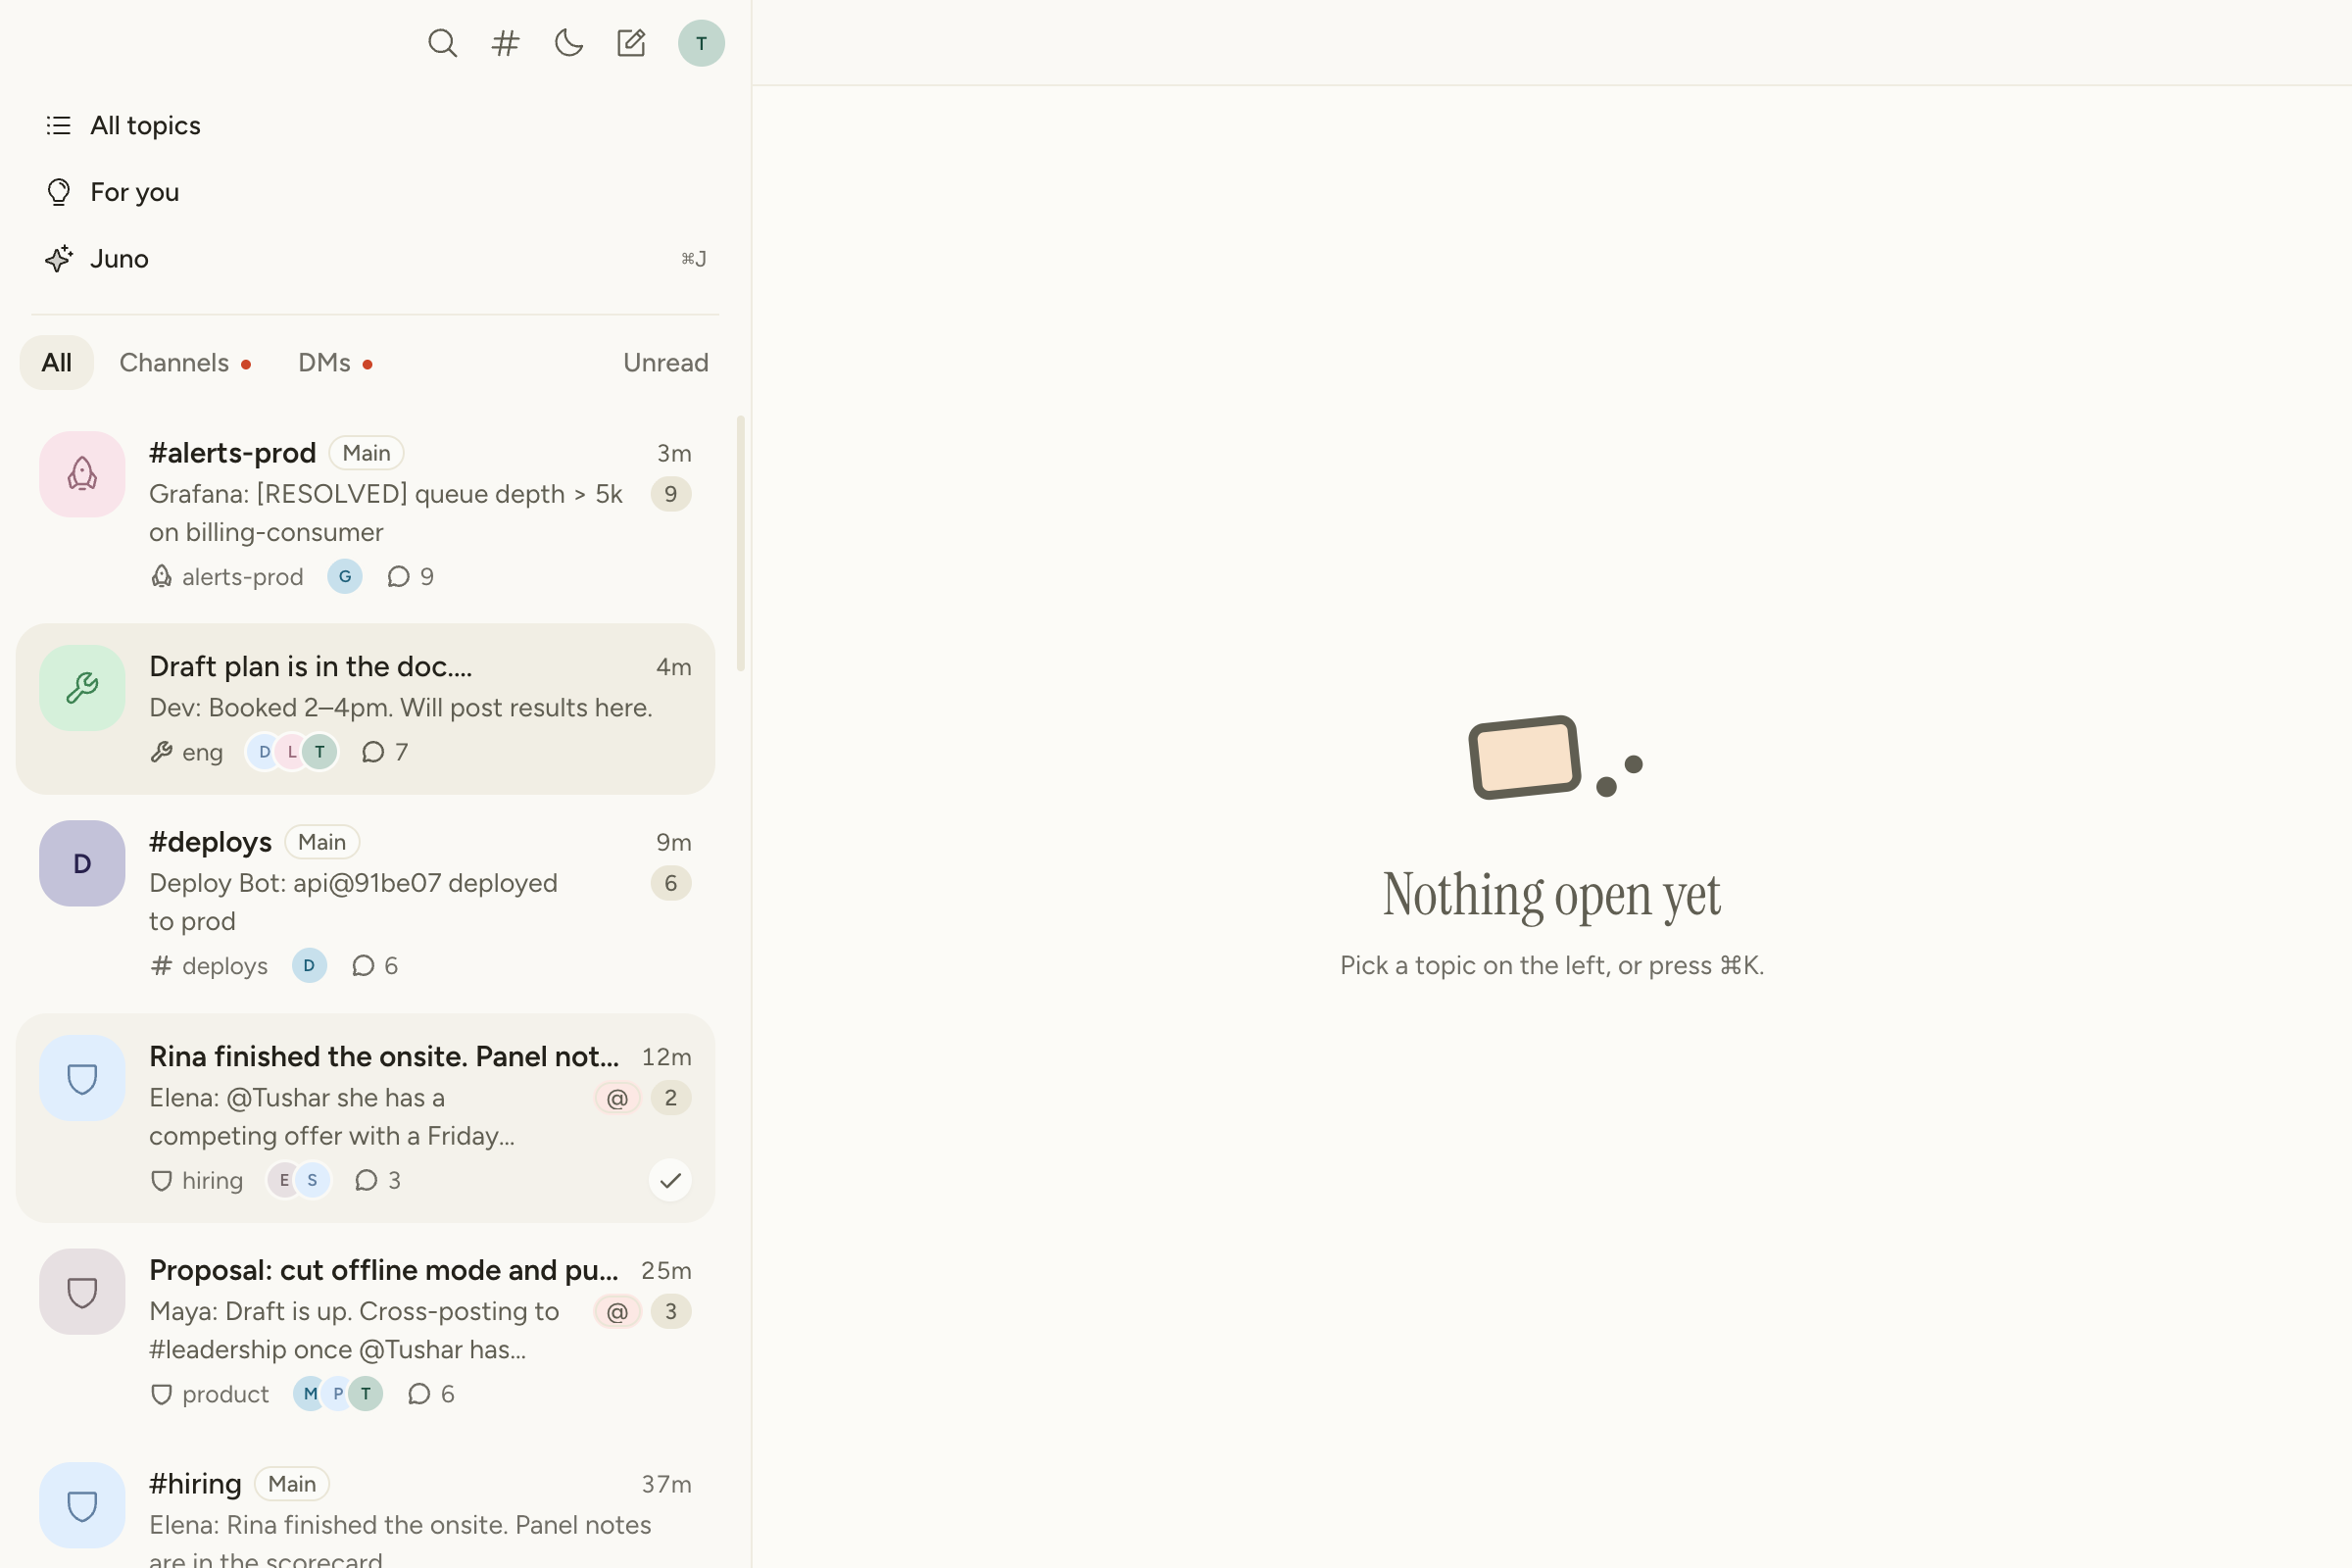 T
All topics
For you
Juno ⌘J
All Channels DMs Unread
#alerts-prod Main 3m
Grafana: [RESOLVED] queue depth > 5k 9
on billing-consumer
alerts-prod G 9
Draft plan is in the doc.... 4m
Dev: Booked 2–4pm. Will post results here.
eng D L T 7
D
#deploys Main 9m
Deploy Bot: api@91be07 deployed 6
to prod
# deploys D 6
Rina finished the onsite. Panel not... 12m
Elena: @Tushar she has a @ 2
competing offer with a Friday...
hiring E S 3
Proposal: cut offline mode and pu... 25m
Maya: Draft is up. Cross-posting to @ 3
#leadership once @Tushar has...
product M P T 6
#hiring Main 37m
Elena: Rina finished the onsite. Panel notes
are in the scorecard
Nothing open yet
Pick a topic on the left, or press ⌘K.